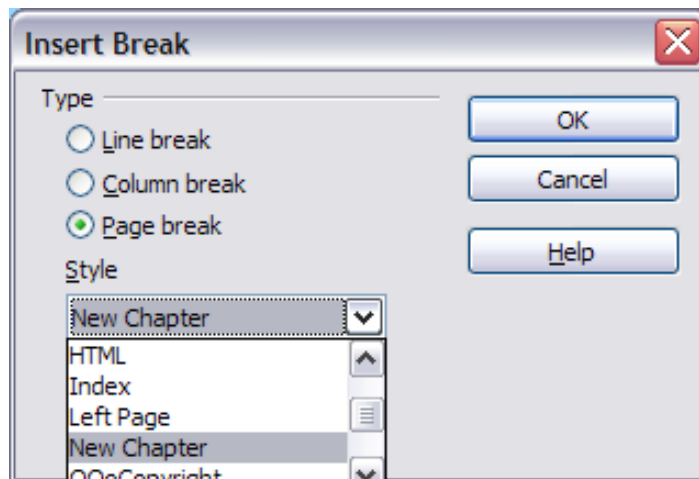 Insert Break
Type
Line break
Column break
Page break
Style
New Chapter
HTML
Index
Left Page
New Chapter
OOoCopyright
OK
Cancel
Help